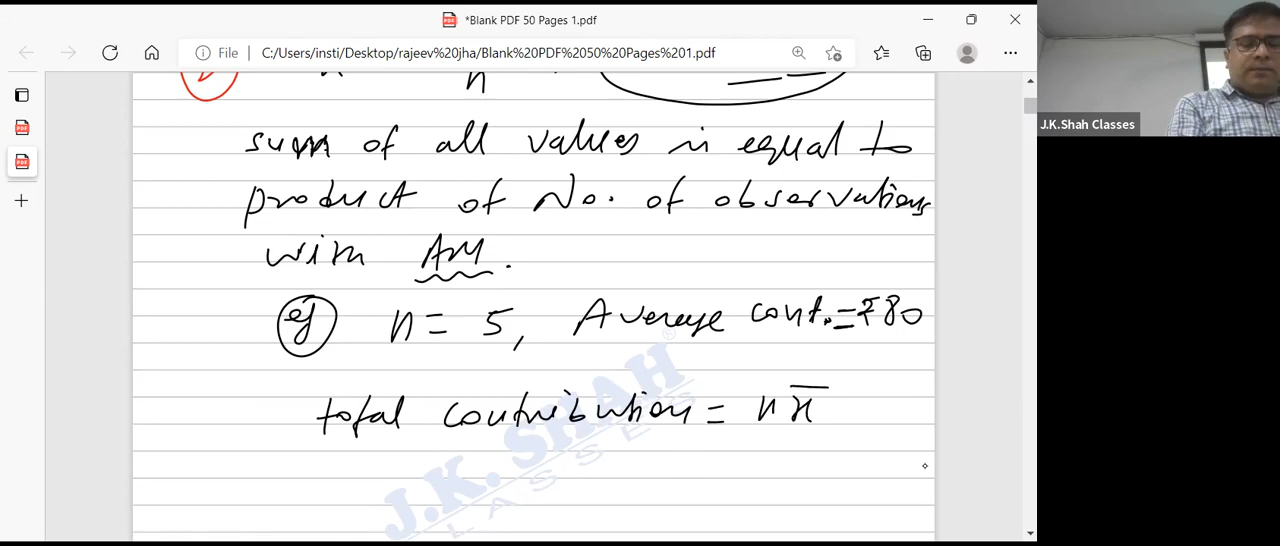 *Blank PDF 50 Pages 1.pdf
File C:/Users/insti/Desktop/rajeev%20jha/Blank%20PDF%2050%20Pages%201.pdf
n
sum of all values is equal to
product of No. of observations
with AM.
eg n = 5, Average cont. = ₹80
total contribution = n x̅
J.K. SHAH
CLASSES
®
J.K.Shah Classes